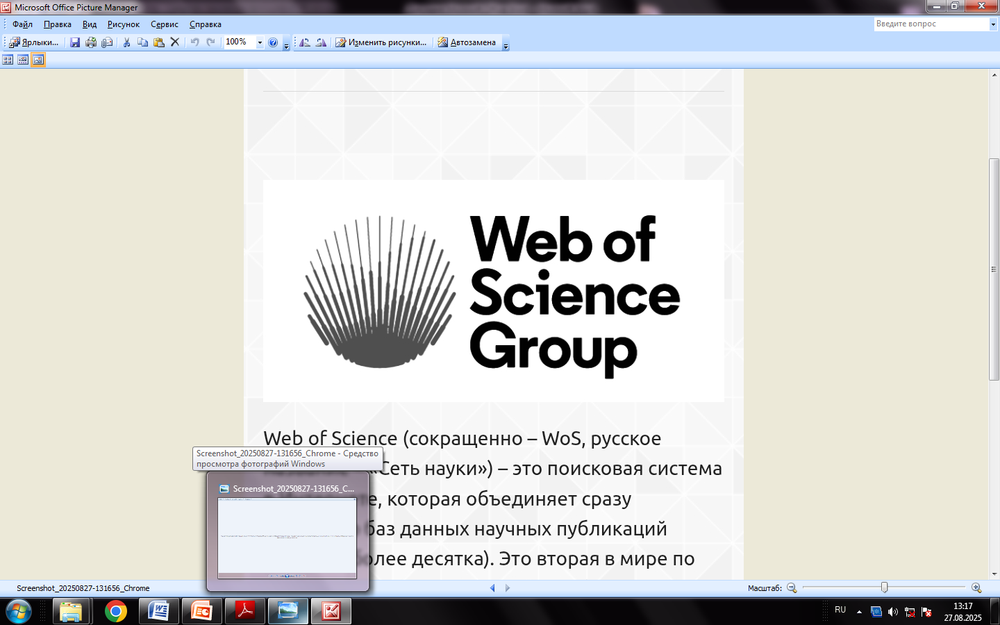 Microsoft Office Picture Manager
Файл Правка Вид Рисунок Сервис Справка
Введите вопрос
Ярлыки... 100% Изменить рисунки... Автозамена
Web of
Science
Group
Web of Science (сокращенно – WoS, русское
«Сеть науки») – это поисковая система
которая объединяет сразу
баз данных научных публикаций
десятка). Это вторая в мире по
Screenshot_20250827-131656_Chrome - Средство
просмотра фотографий Windows
Screenshot_20250827-131656_C...
Screenshot_20250827-131656_Chrome
Масштаб:
RU
13:17
27.08.2025